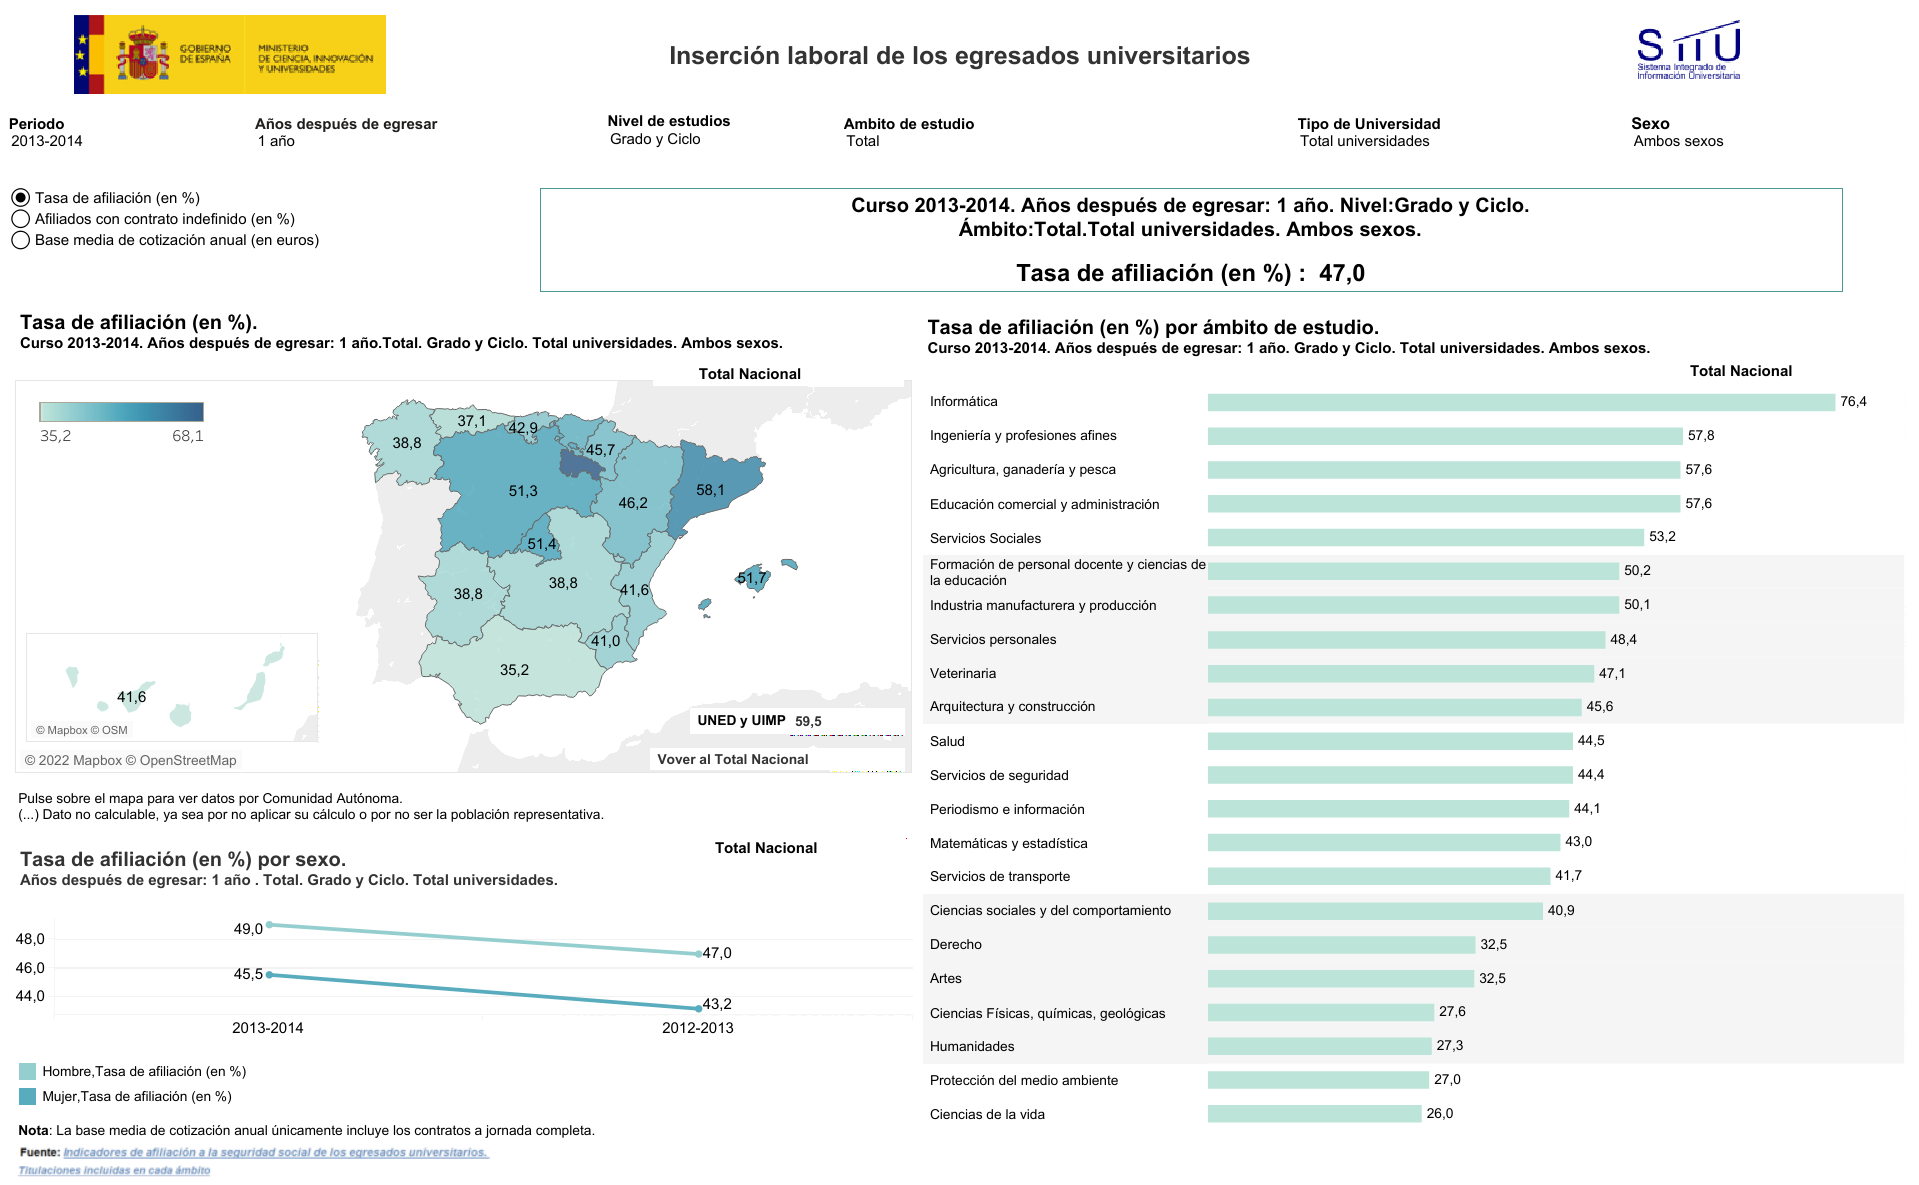 GOBIERNO
DE ESPAÑA
MINISTERIO
DE CIENCIA, INNOVACIÓN
Y UNIVERSIDADES
Inserción laboral de los egresados universitarios
SIIU
Sistema Integrado de
Información Universitaria
Periodo
2013-2014
Años después de egresar
1 año
Nivel de estudios
Grado y Ciclo
Ambito de estudio
Total
Tipo de Universidad
Total universidades
Sexo
Ambos sexos
Tasa de afiliación (en %)
Afiliados con contrato indefinido (en %)
Base media de cotización anual (en euros)
Curso 2013-2014. Años después de egresar: 1 año. Nivel:Grado y Ciclo.
Ámbito:Total.Total universidades. Ambos sexos.
Tasa de afiliación (en %) : 47,0
Tasa de afiliación (en %).
Curso 2013-2014. Años después de egresar: 1 año.Total. Grado y Ciclo. Total universidades. Ambos sexos.
Total Nacional
35,2 68,1
37,1
42,9
38,8
45,7
51,3
46,2
58,1
51,4
51,7
38,8
38,8
41,6
41,0
35,2
41,6
© Mapbox © OSM
UNED y UIMP 59,5
Vover al Total Nacional
© 2022 Mapbox © OpenStreetMap
Pulse sobre el mapa para ver datos por Comunidad Autónoma.
(...) Dato no calculable, ya sea por no aplicar su cálculo o por no ser la población representativa.
Tasa de afiliación (en %) por sexo.
Total Nacional
Años después de egresar: 1 año . Total. Grado y Ciclo. Total universidades.
48,0
46,0
44,0
49,0
47,0
45,5
43,2
2013-2014 2012-2013
Hombre,Tasa de afiliación (en %)
Mujer,Tasa de afiliación (en %)
Nota: La base media de cotización anual únicamente incluye los contratos a jornada completa.
Fuente: Indicadores de afiliación a la seguridad social de los egresados universitarios.
Titulaciones incluidas en cada ámbito
Tasa de afiliación (en %) por ámbito de estudio.
Curso 2013-2014. Años después de egresar: 1 año. Grado y Ciclo. Total universidades. Ambos sexos.
Total Nacional
Informática 76,4
Ingeniería y profesiones afines 57,8
Agricultura, ganadería y pesca 57,6
Educación comercial y administración 57,6
Servicios Sociales 53,2
Formación de personal docente y ciencias de
la educación 50,2
Industria manufacturera y producción 50,1
Servicios personales 48,4
Veterinaria 47,1
Arquitectura y construcción 45,6
Salud 44,5
Servicios de seguridad 44,4
Periodismo e información 44,1
Matemáticas y estadística 43,0
Servicios de transporte 41,7
Ciencias sociales y del comportamiento 40,9
Derecho 32,5
Artes 32,5
Ciencias Físicas, químicas, geológicas 27,6
Humanidades 27,3
Protección del medio ambiente 27,0
Ciencias de la vida 26,0